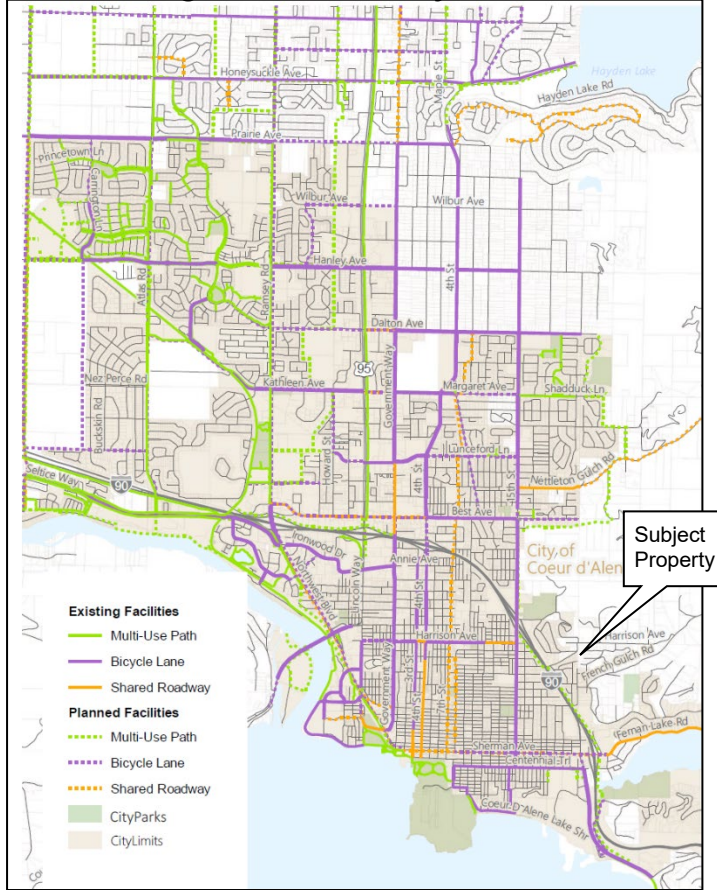 Honeysuckle Ave
Maple St
Hayden Lake
Hayden Lake Rd
Prairie Ave
Princetown Ln
Carrington Ln
Wilbur Ave
Wilbur Ave
Atlas Rd
Ramsey Rd
Hanley Ave
4th St
Dalton Ave
95
Government Way
Nez Perce Rd
Kathleen Ave
Margaret Ave
Shadduck Ln
Buckskin Rd
Howard St
Lunceford Ln
4th St
15th St
Nettleton Gulch Rd
Seltice Way
90
Best Ave
Ironwood Dr
Annie Ave
City of
Coeur d'Alene
Subject
Property
Northwest Blvd
Lincoln Way
4th St
Harrison Ave
Harrison Ave
French Gulch Rd
Government Way
3rd St
4th St
7th St
90
Fernan Lake Rd
Sherman Ave
Centennial Trl
Coeur D'Alene Lake Shr
Existing Facilities
Multi-Use Path
Bicycle Lane
Shared Roadway
Planned Facilities
Multi-Use Path
Bicycle Lane
Shared Roadway
CityParks
CityLimits